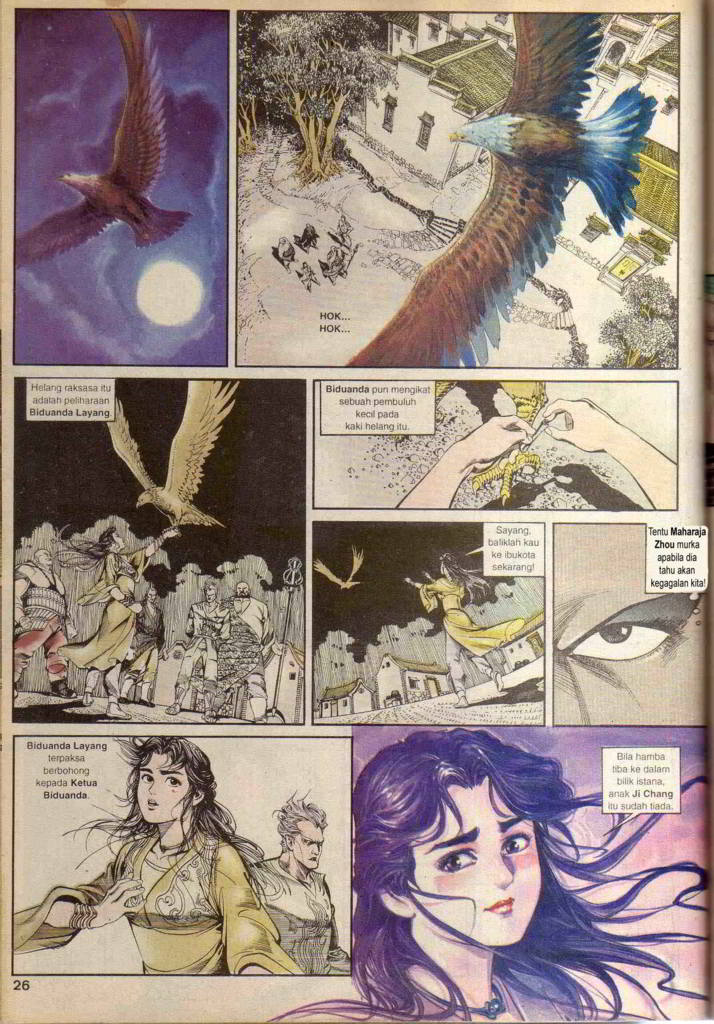 HOK...
HOK...
Helang raksasa itu
adalah peliharaan
Biduanda Layang.
Biduanda pun mengikat
sebuah pembuluh
kecil pada
kaki helang itu.
Sayang,
baliklah kau
ke ibukota
sekarang!
Tentu Maharaja
Zhou murka
apabila dia
tahu akan
kegagalan kita!
Biduanda Layang
terpaksa
berbohong
kepada Ketua
Biduanda.
Bila hamba
tiba ke dalam
bilik istana,
anak Ji Chang
itu sudah tiada.
26